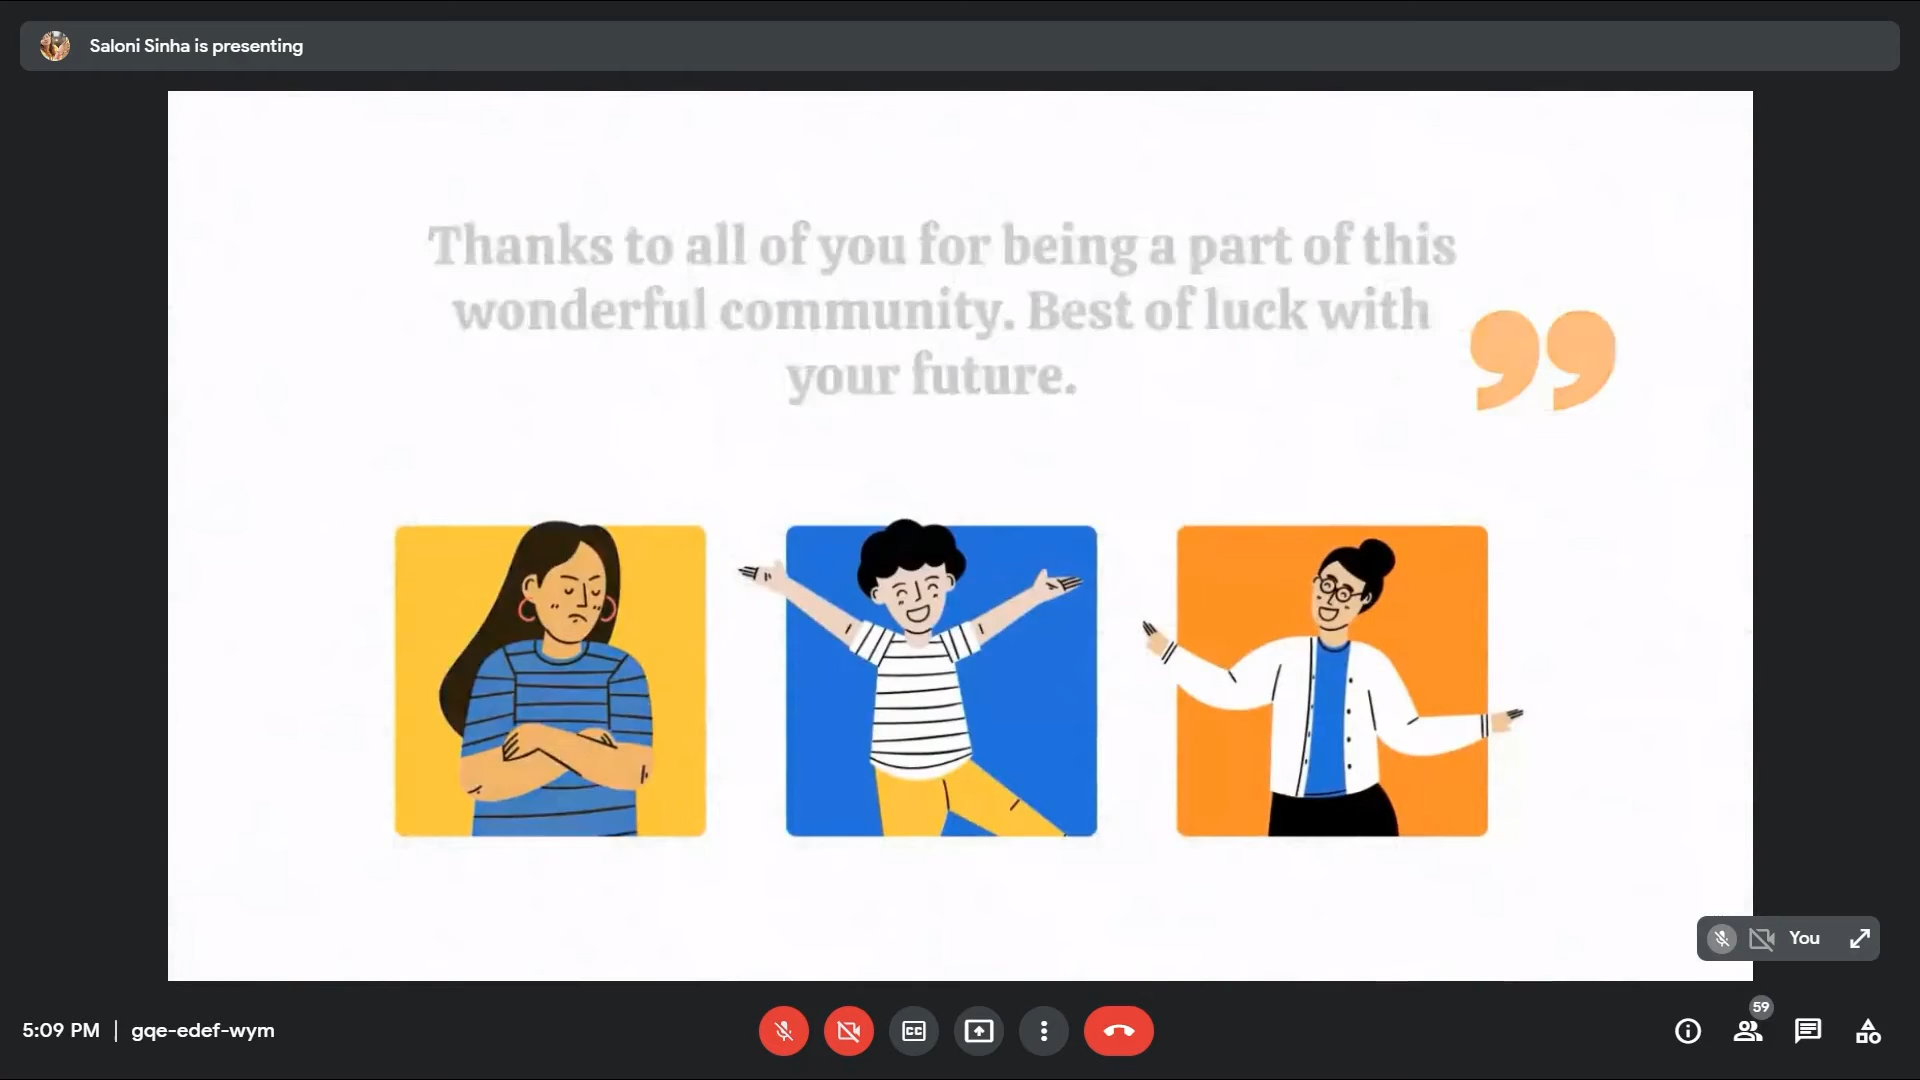 Saloni Sinha is presenting
Thanks to all of you for being a part of this
wonderful community. Best of luck with
your future.
”
You
5:09 PM | gqe-edef-wym
CC
59